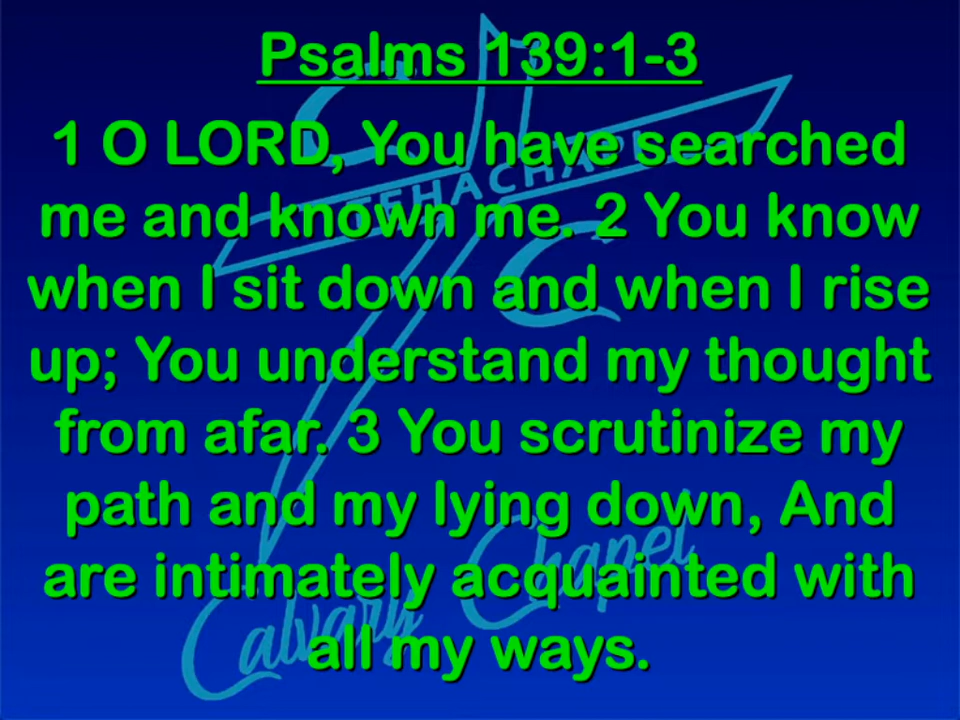 Psalms 139:1-3
1 O LORD, You have searched
me and known me. 2 You know
when I sit down and when I rise
up; You understand my thought
from afar. 3 You scrutinize my
path and my lying down, And
are intimately acquainted with
all my ways.
TEHACHAPI
C C
Calvary Chapel